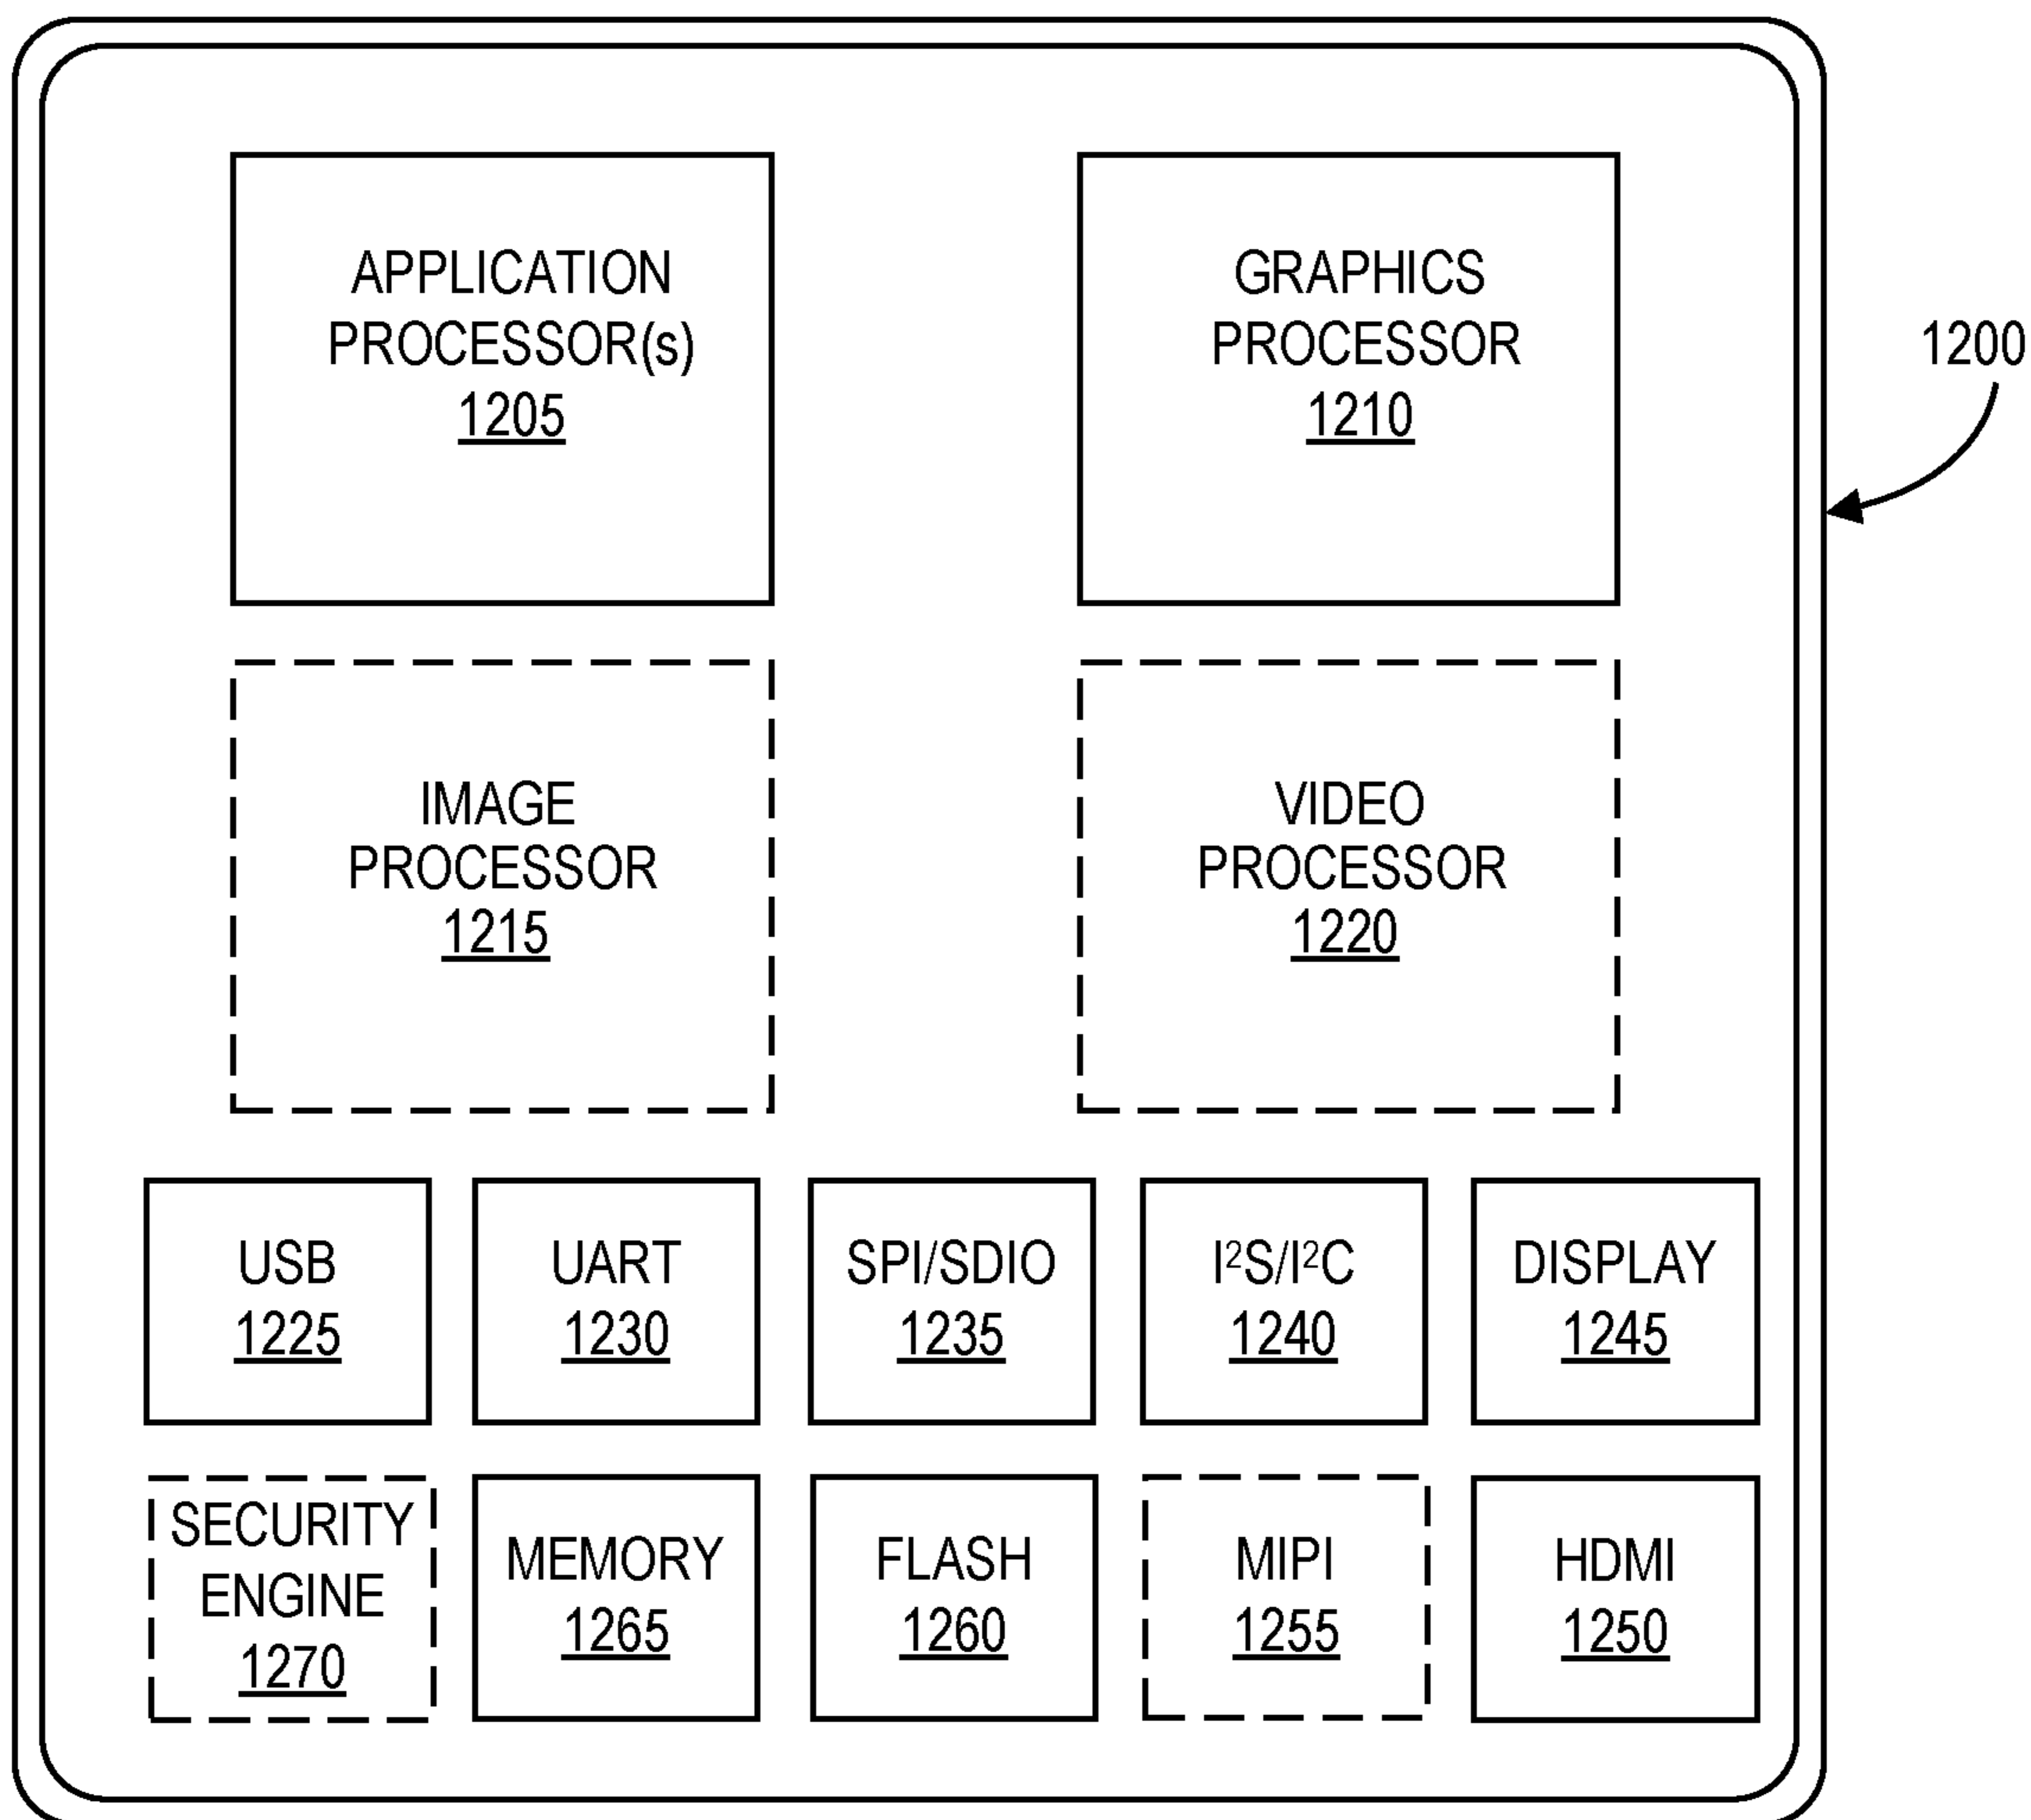 APPLICATION
PROCESSOR(s)
1205
GRAPHICS
PROCESSOR
1210
1200
IMAGE
PROCESSOR
1215
VIDEO
PROCESSOR
1220
USB
1225
UART
1230
SPI/SDIO
1235
I²S/I²C
1240
DISPLAY
1245
SECURITY
ENGINE
1270
MEMORY
1265
FLASH
1260
MIPI
1255
HDMI
1250